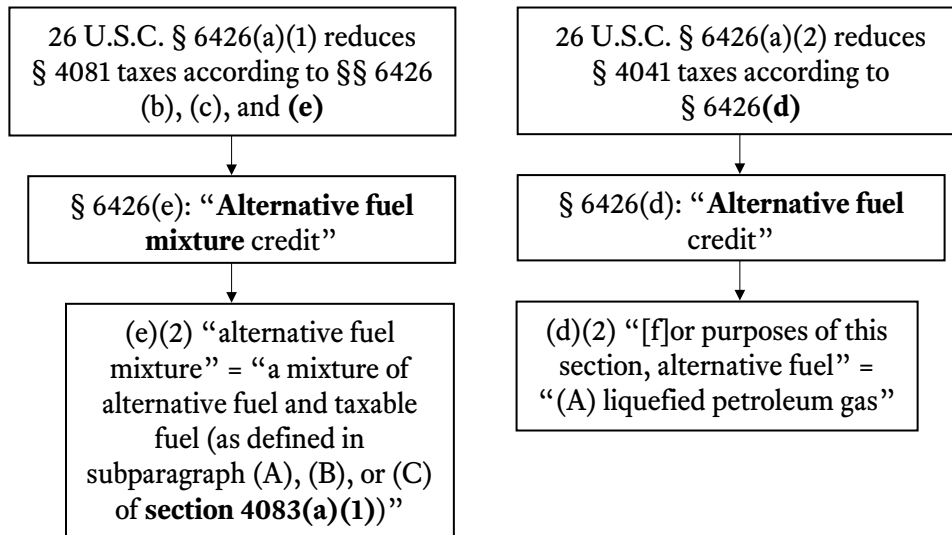 26 U.S.C. § 6426(a)(1) reduces
§ 4081 taxes according to §§ 6426
(b), (c), and (e)
§ 6426(e): “Alternative fuel
mixture credit”
(e)(2) “alternative fuel
mixture” = “a mixture of
alternative fuel and taxable
fuel (as defined in
subparagraph (A), (B), or (C)
of section 4083(a)(1))”
26 U.S.C. § 6426(a)(2) reduces
§ 4041 taxes according to
§ 6426(d)
§ 6426(d): “Alternative fuel
credit”
(d)(2) “[f]or purposes of this
section, alternative fuel” =
“(A) liquefied petroleum gas”